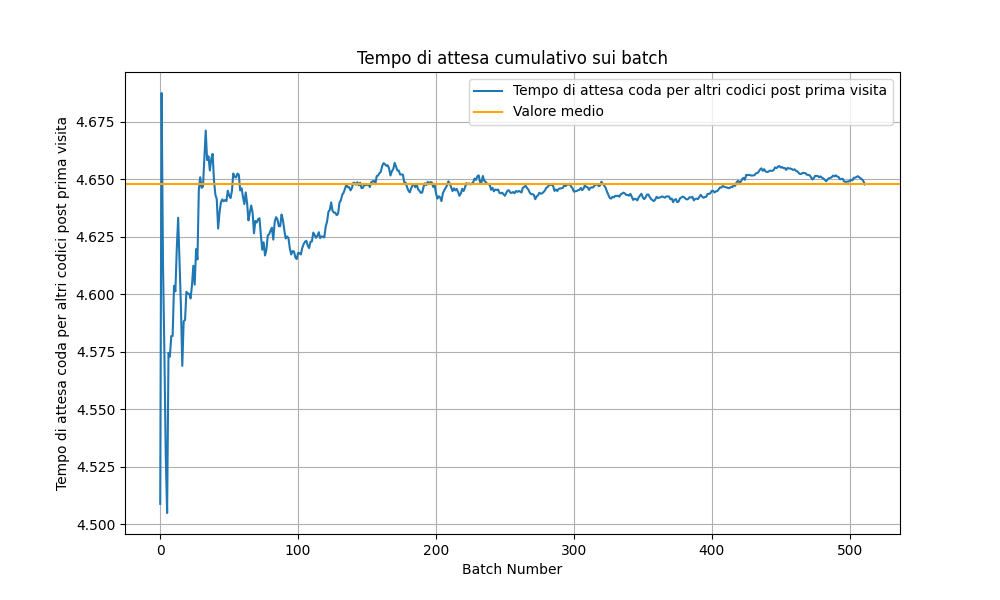 Tempo di attesa cumulativo sui batch
Tempo di attesa coda per altri codici post prima visita
Valore medio
Tempo di attesa coda per altri codici post prima visita
4.675
4.650
4.625
4.600
4.575
4.550
4.525
4.500
0 100 200 300 400 500
Batch Number